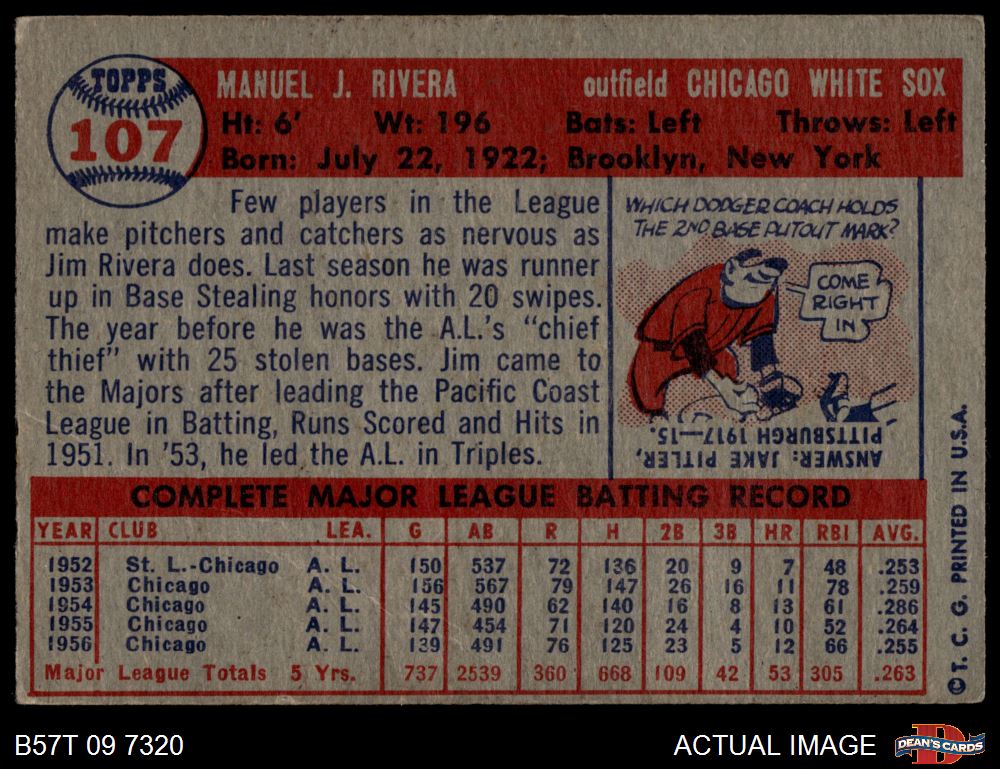 TOPPS
107
MANUEL J. RIVERA outfield CHICAGO WHITE SOX
Ht: 6' Wt: 196 Bats: Left Throws: Left
Born: July 22, 1922; Brooklyn, New York
Few players in the League
make pitchers and catchers as nervous as
Jim Rivera does. Last season he was runner
up in Base Stealing honors with 20 swipes.
The year before he was the A.L.'s "chief
thief" with 25 stolen bases. Jim came to
the Majors after leading the Pacific Coast
League in Batting, Runs Scored and Hits in
1951. In '53, he led the A.L. in Triples.
WHICH DODGER COACH HOLDS
THE 2ND BASE PUTOUT MARK?
COME
RIGHT
IN
ANSWER: JAKE PITLER,
PITTSBURGH 1917—15.
COMPLETE MAJOR LEAGUE BATTING RECORD
YEAR CLUB LEA. G AB R H 2B 3B HR RBI AVG.
1952 St. L.-Chicago A. L. 150 537 72 136 20 9 7 48 .253
1953 Chicago A. L. 156 567 79 147 26 16 11 78 .259
1954 Chicago A. L. 145 490 62 140 16 8 13 61 .286
1955 Chicago A. L. 147 454 71 120 24 4 10 52 .264
1956 Chicago A. L. 139 491 76 125 23 5 12 66 .255
Major League Totals 5 Yrs. 737 2539 360 668 109 42 53 305 .263
© T. C. G. PRINTED IN U.S.A.
B57T 09 7320
ACTUAL IMAGE
D
DEAN'S CARDS